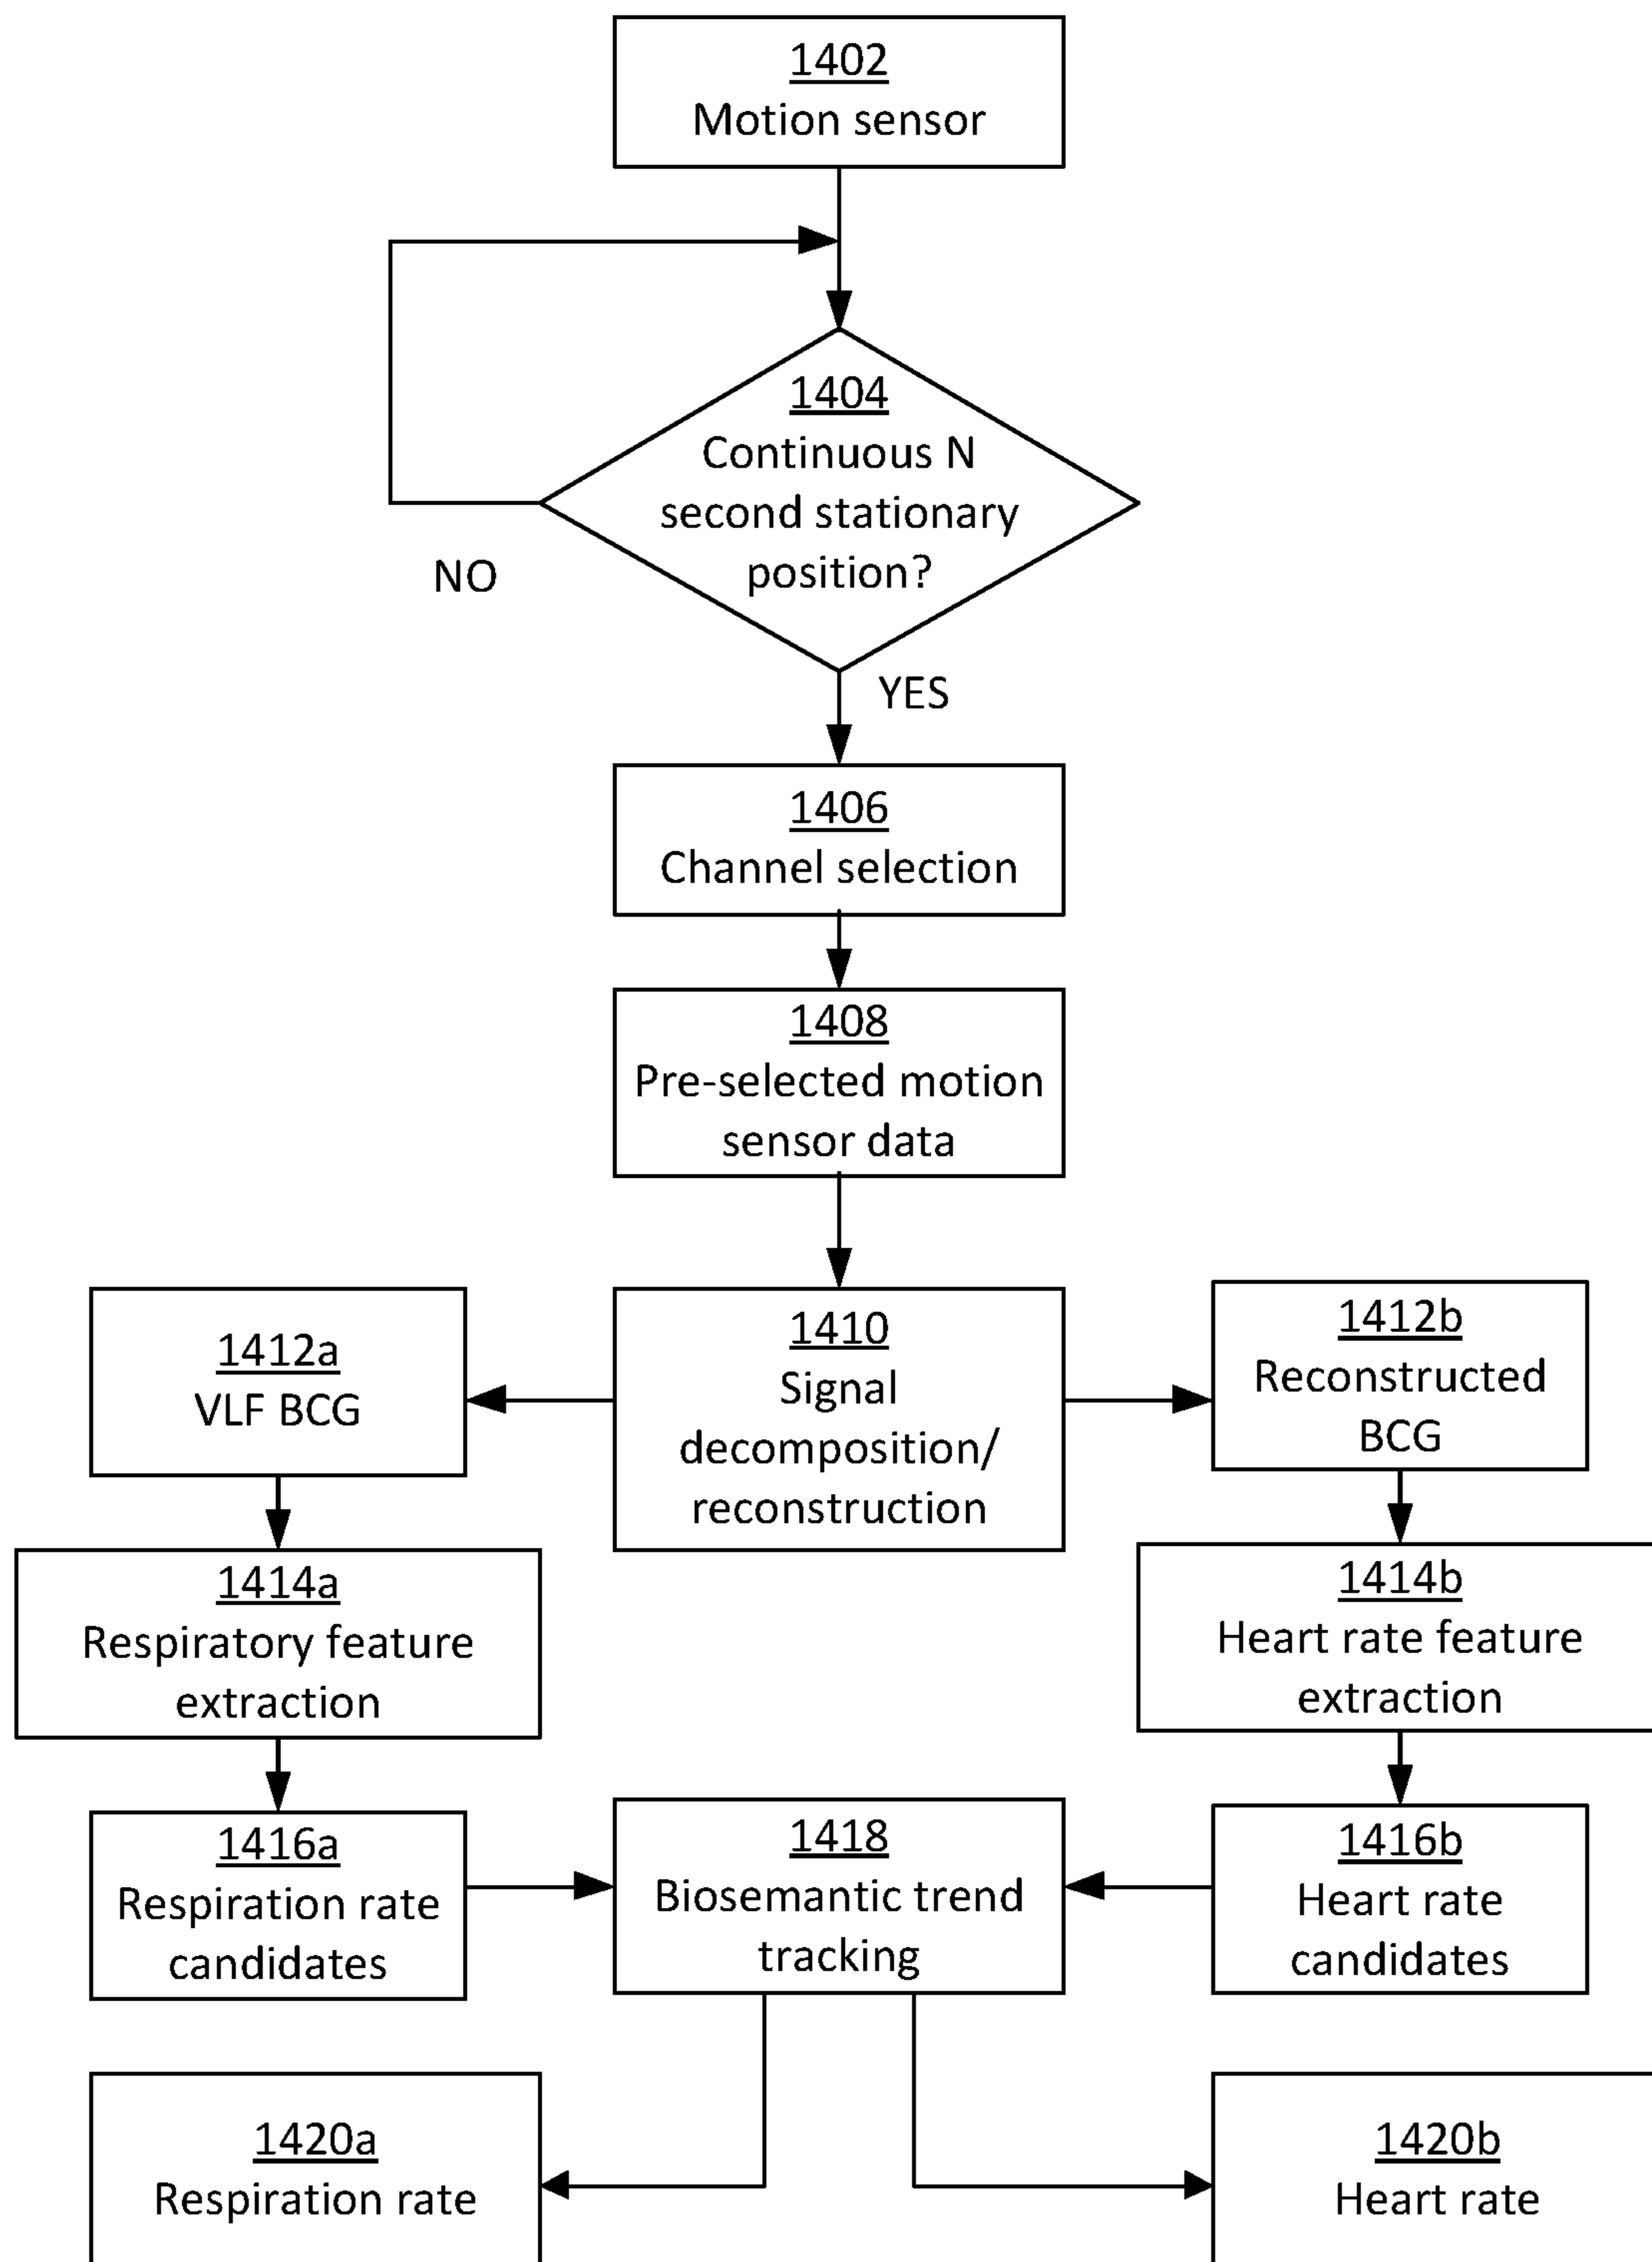 1402
Motion sensor
1404
Continuous N
second stationary
position?
NO
YES
1406
Channel selection
1408
Pre-selected motion
sensor data
1412a
VLF BCG
1410
Signal
decomposition/
reconstruction
1412b
Reconstructed
BCG
1414a
Respiratory feature
extraction
1414b
Heart rate feature
extraction
1416a
Respiration rate
candidates
1418
Biosemantic trend
tracking
1416b
Heart rate
candidates
1420a
Respiration rate
1420b
Heart rate